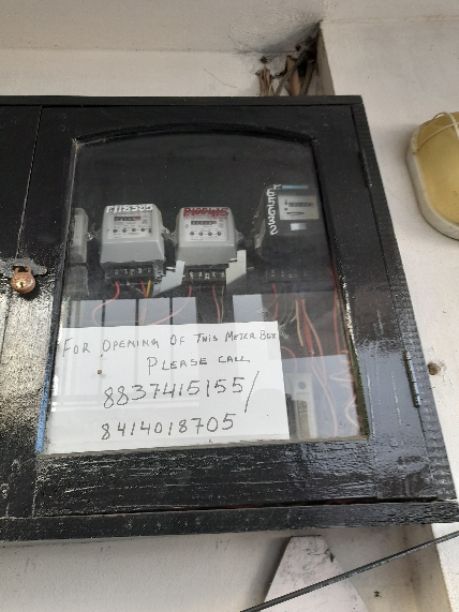 FOR OPENING OF THIS METER BOX
PLEASE CALL
8837415155/
8414018705